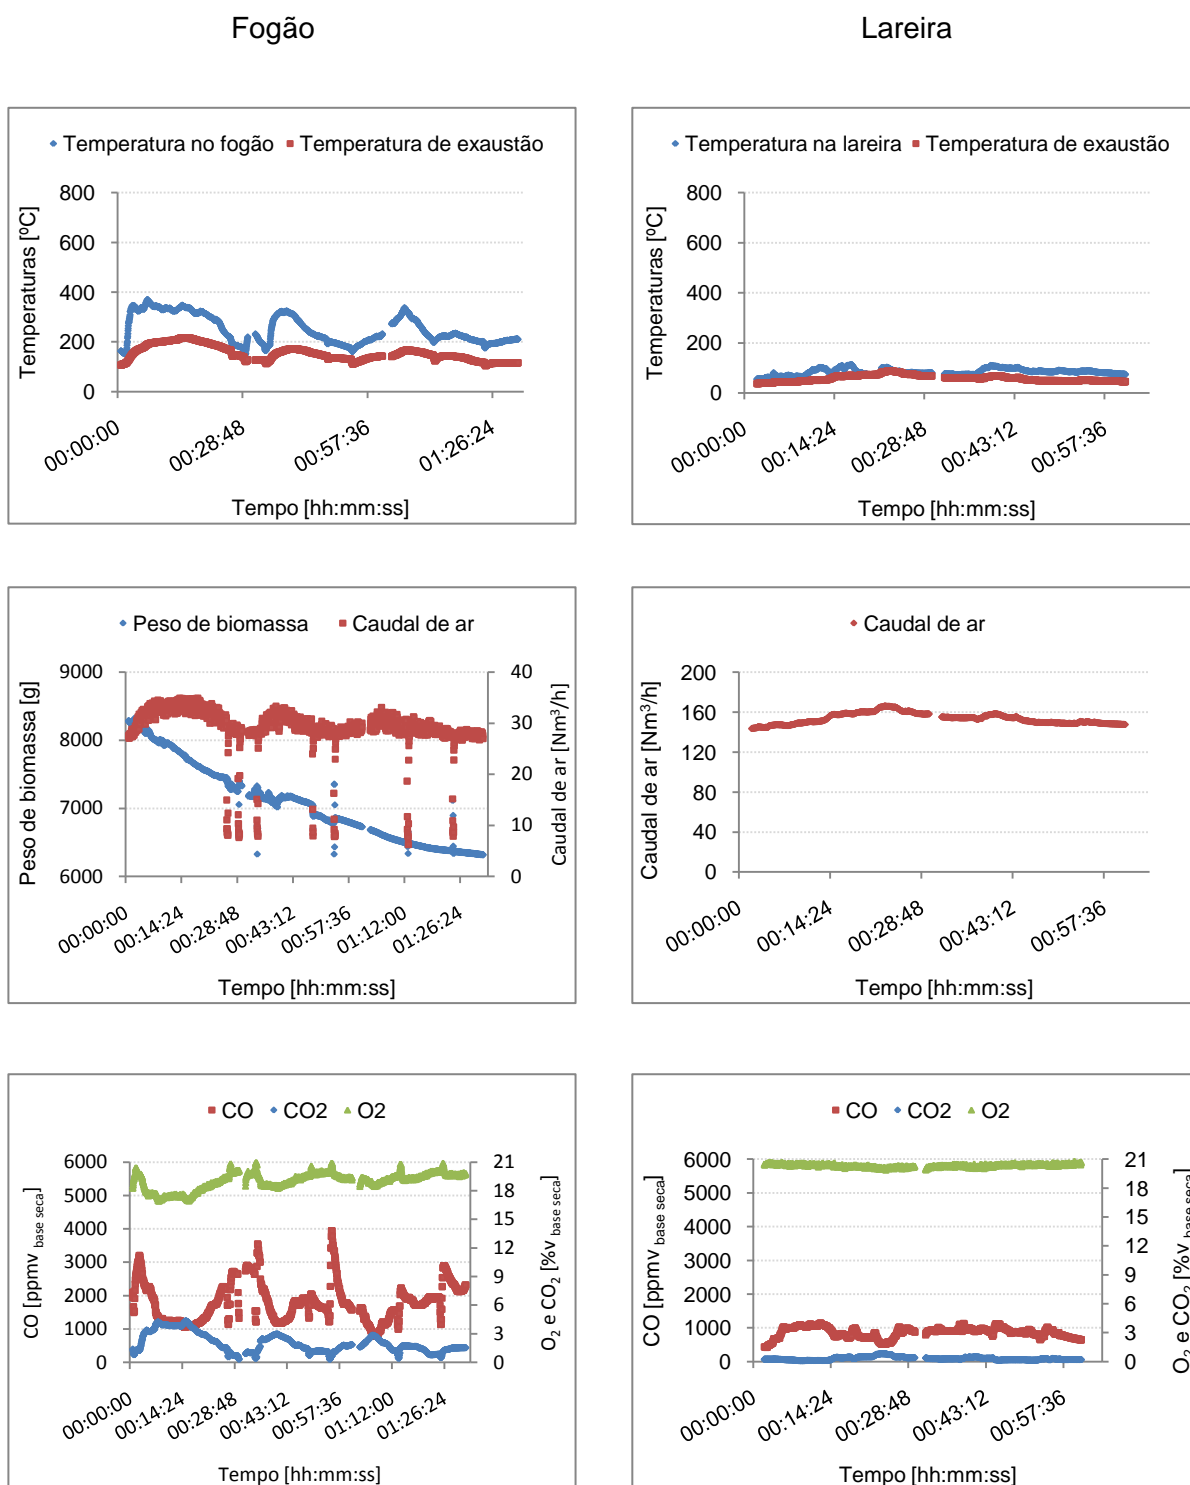 Fogão
Lareira
Temperatura no fogão Temperatura de exaustão
Temperaturas [ºC]
800
600
400
200
0
00:00:00 00:28:48 00:57:36 01:26:24
Tempo [hh:mm:ss]
Temperatura na lareira Temperatura de exaustão
Temperaturas [ºC]
800
600
400
200
0
00:00:00 00:14:24 00:28:48 00:43:12 00:57:36
Tempo [hh:mm:ss]
Peso de biomassa Caudal de ar
Peso de biomassa [g]
9000
8000
7000
6000
40
30
20
10
0
Caudal de ar [Nm³/h]
00:00:00 00:14:24 00:28:48 00:43:12 00:57:36 01:12:00 01:26:24
Tempo [hh:mm:ss]
Caudal de ar
Caudal de ar [Nm³/h]
200
160
120
80
40
0
00:00:00 00:14:24 00:28:48 00:43:12 00:57:36
Tempo [hh:mm:ss]
CO CO2 O2
CO [ppmv base seca]
6000
5000
4000
3000
2000
1000
0
21
18
15
12
9
6
3
0
O₂ e CO₂ [%v base seca]
00:00:00 00:14:24 00:28:48 00:43:12 00:57:36 01:12:00 01:26:24
Tempo [hh:mm:ss]
CO CO2 O2
CO [ppmv base seca]
6000
5000
4000
3000
2000
1000
0
21
18
15
12
9
6
3
0
O₂ e CO₂ [%v base seca]
00:00:00 00:14:24 00:28:48 00:43:12 00:57:36
Tempo [hh:mm:ss]